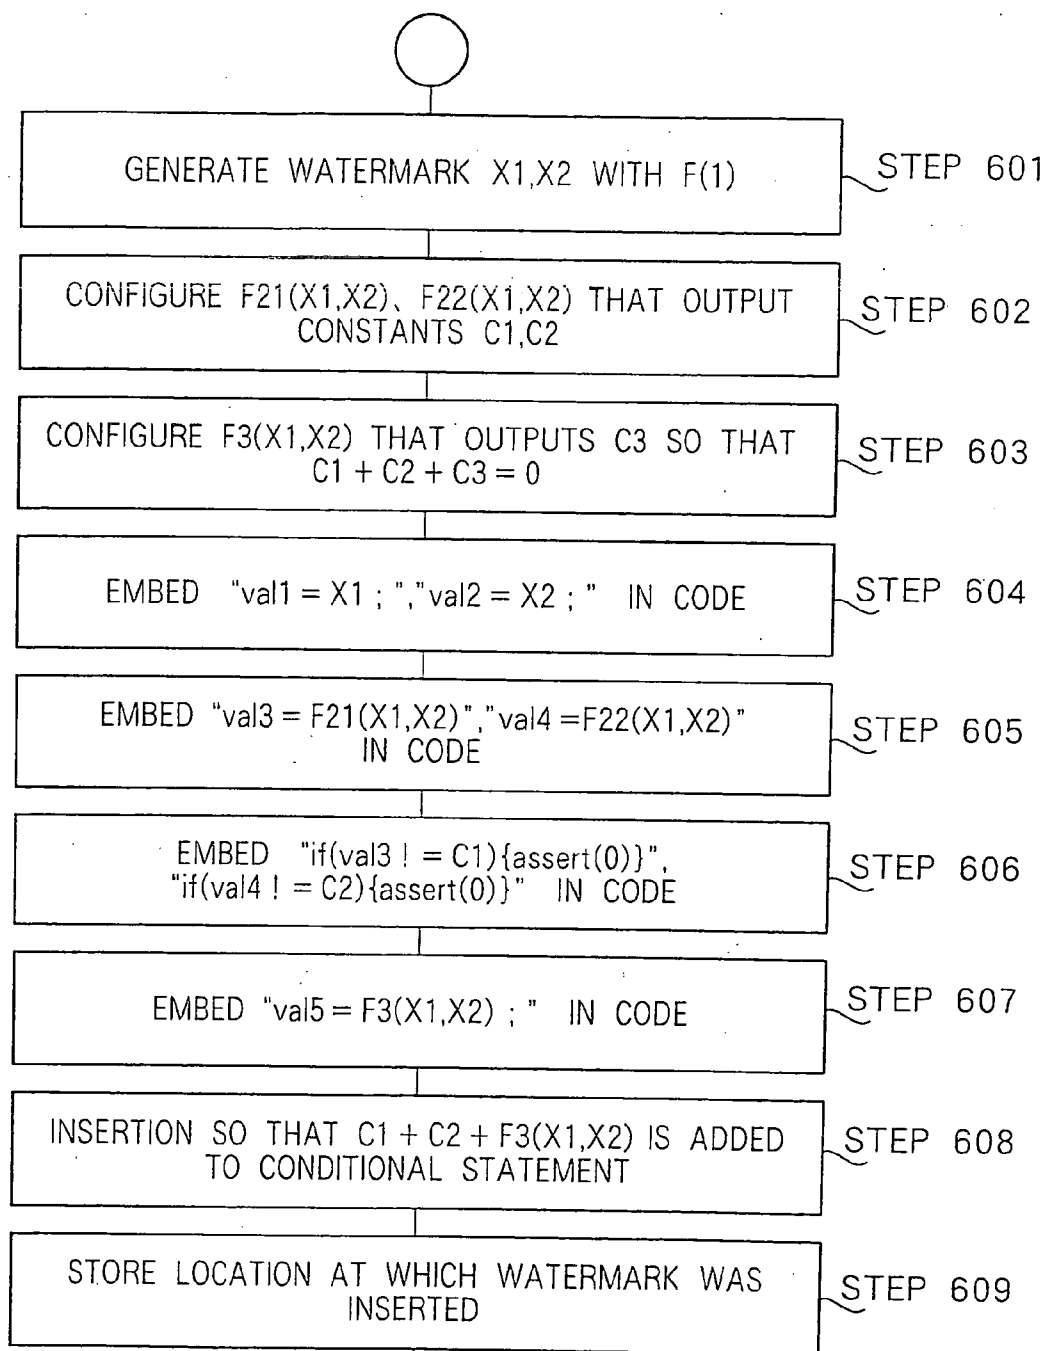 GENERATE WATERMARK X1,X2 WITH F(1)
STEP 601
CONFIGURE F21(X1,X2)、F22(X1,X2) THAT OUTPUT
CONSTANTS C1,C2
STEP 602
CONFIGURE F3(X1,X2) THAT OUTPUTS C3 SO THAT
C1 + C2 + C3 = 0
STEP 603
EMBED "val1 = X1 ; ","val2 = X2 ; " IN CODE
STEP 604
EMBED "val3 = F21(X1,X2)","val4 =F22(X1,X2)"
IN CODE
STEP 605
EMBED "if(val3 ! = C1){assert(0)}",
"if(val4 ! = C2){assert(0)}" IN CODE
STEP 606
EMBED "val5 = F3(X1,X2) ; " IN CODE
STEP 607
INSERTION SO THAT C1 + C2 + F3(X1,X2) IS ADDED
TO CONDITIONAL STATEMENT
STEP 608
STORE LOCATION AT WHICH WATERMARK WAS
INSERTED
STEP 609